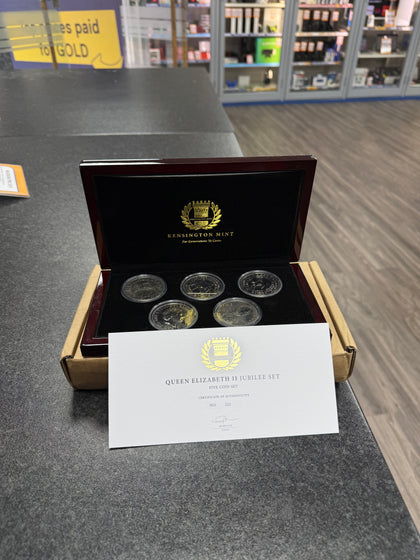 es paid
for GOLD
KENSINGTON MINT
QUEEN ELIZABETH II JUBILEE SET
FIVE COIN SET
CERTIFICATE OF AUTHENTICITY